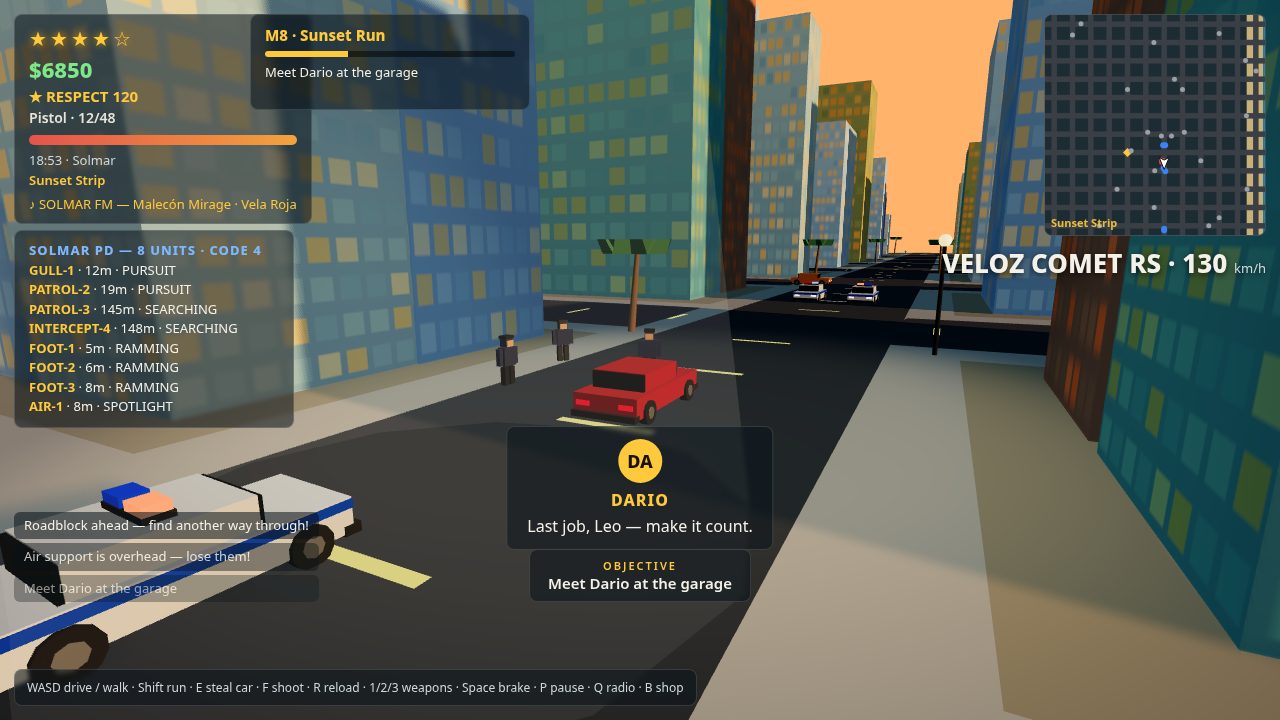 ★★★★☆
$6850
★ RESPECT 120
Pistol · 12/48
18:53 · Solmar
Sunset Strip
♪ SOLMAR FM — Malecón Mirage · Vela Roja
M8 · Sunset Run
Meet Dario at the garage
SOLMAR PD — 8 UNITS · CODE 4
GULL-1 · 12m · PURSUIT
PATROL-2 · 19m · PURSUIT
PATROL-3 · 145m · SEARCHING
INTERCEPT-4 · 148m · SEARCHING
FOOT-1 · 5m · RAMMING
FOOT-2 · 6m · RAMMING
FOOT-3 · 8m · RAMMING
AIR-1 · 8m · SPOTLIGHT
Sunset Strip
VELOZ COMET RS · 130 km/h
DA
DARIO
Last job, Leo — make it count.
OBJECTIVE
Meet Dario at the garage
Roadblock ahead — find another way through!
Air support is overhead — lose them!
Meet Dario at the garage
WASD drive / walk · Shift run · E steal car · F shoot · R reload · 1/2/3 weapons · Space brake · P pause · Q radio · B shop